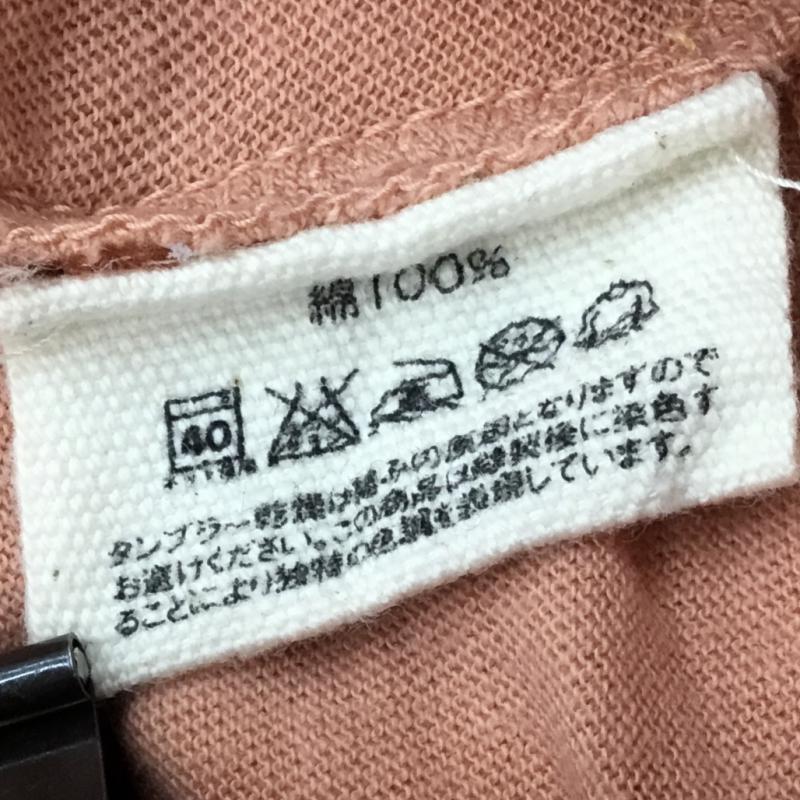 綿100%
40
タンブラー乾燥は縮みの原因となりますので
お避けください。この商品は縫製後に染色す
ることにより独特の色調を表現しています。